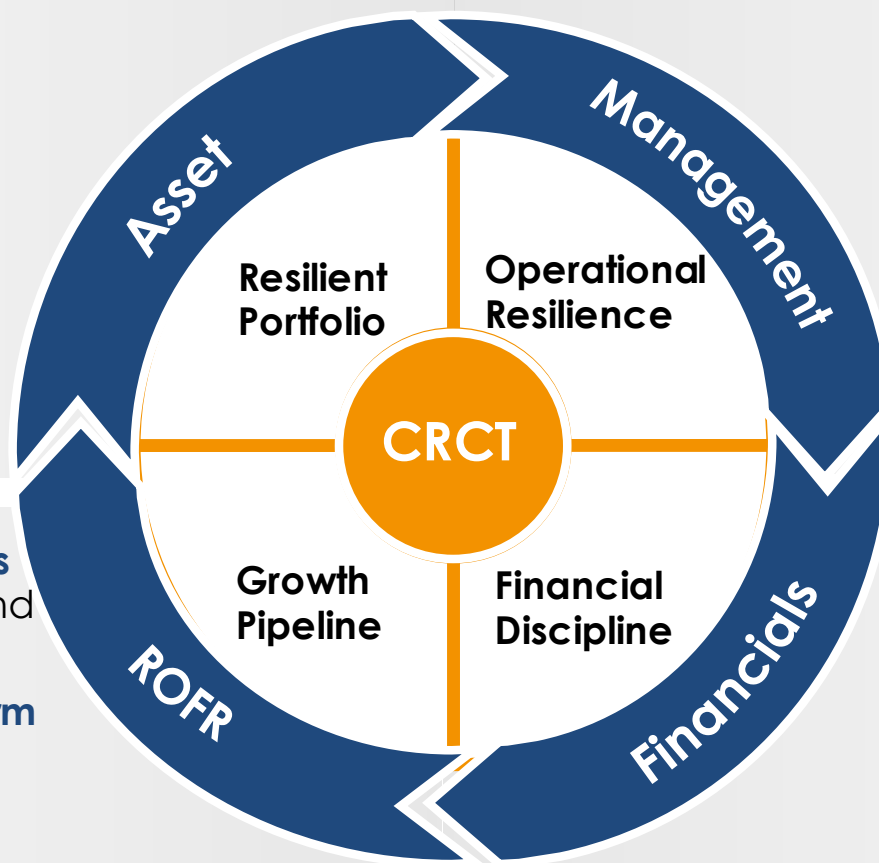 Asset
Management
Resilient
Portfolio
Operational
Resilience
CRCT
Growth
Pipeline
Financial
Discipline
ROFR
Financials